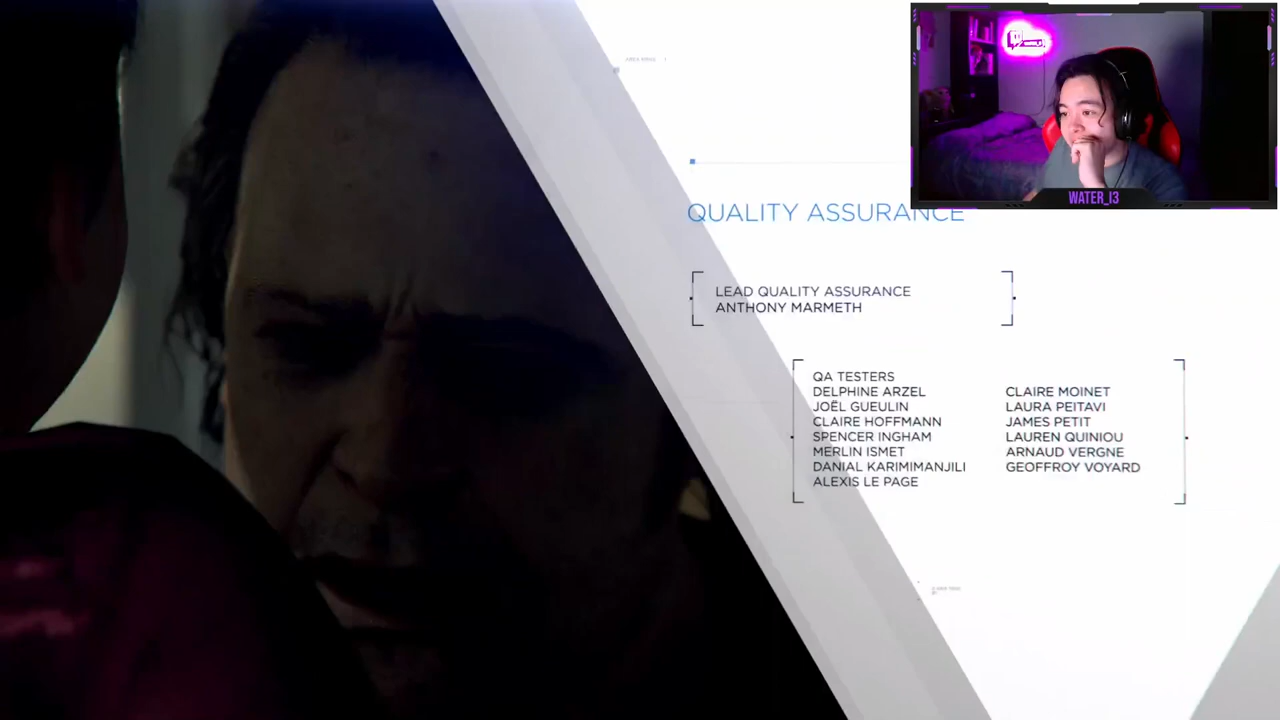 WATER_I3
QUALITY ASSURANCE
LEAD QUALITY ASSURANCE
ANTHONY MARMETH
QA TESTERS
DELPHINE ARZEL
JOËL GUEULIN
CLAIRE HOFFMANN
SPENCER INGHAM
MERLIN ISMET
DANIAL KARIMIMANJILI
ALEXIS LE PAGE
CLAIRE MOINET
LAURA PEITAVI
JAMES PETIT
LAUREN QUINIOU
ARNAUD VERGNE
GEOFFROY VOYARD